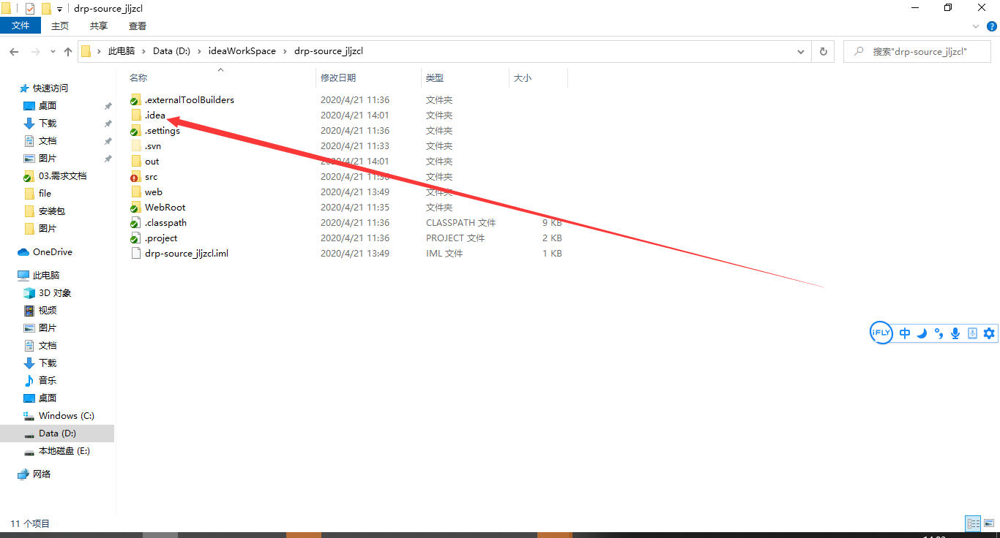 drp-source_jljzcl
文件 主页 共享 查看
此电脑 Data (D:) ideaWorkSpace drp-source_jljzcl 搜索"drp-source_jljzcl"
名称 修改日期 类型 大小
快速访问
桌面
下载
文档
图片
03.需求文档
file
安装包
图片
OneDrive
此电脑
3D 对象
视频
图片
文档
下载
音乐
桌面
Windows (C:)
Data (D:)
本地磁盘 (E:)
网络
.externalToolBuilders 2020/4/21 11:36 文件夹
.idea 2020/4/21 14:01 文件夹
.settings 2020/4/21 11:36 文件夹
.svn 2020/4/21 11:33 文件夹
out 2020/4/21 14:01 文件夹
src 2020/4/21 文件夹
web 2020/4/21 13:49 文件夹
WebRoot 2020/4/21 11:35 文件夹
.classpath 2020/4/21 11:36 CLASSPATH 文件 9 KB
.project 2020/4/21 11:36 PROJECT 文件 2 KB
drp-source_jljzcl.iml 2020/4/21 13:49 IML 文件 1 KB
iFLY 中
11 个项目